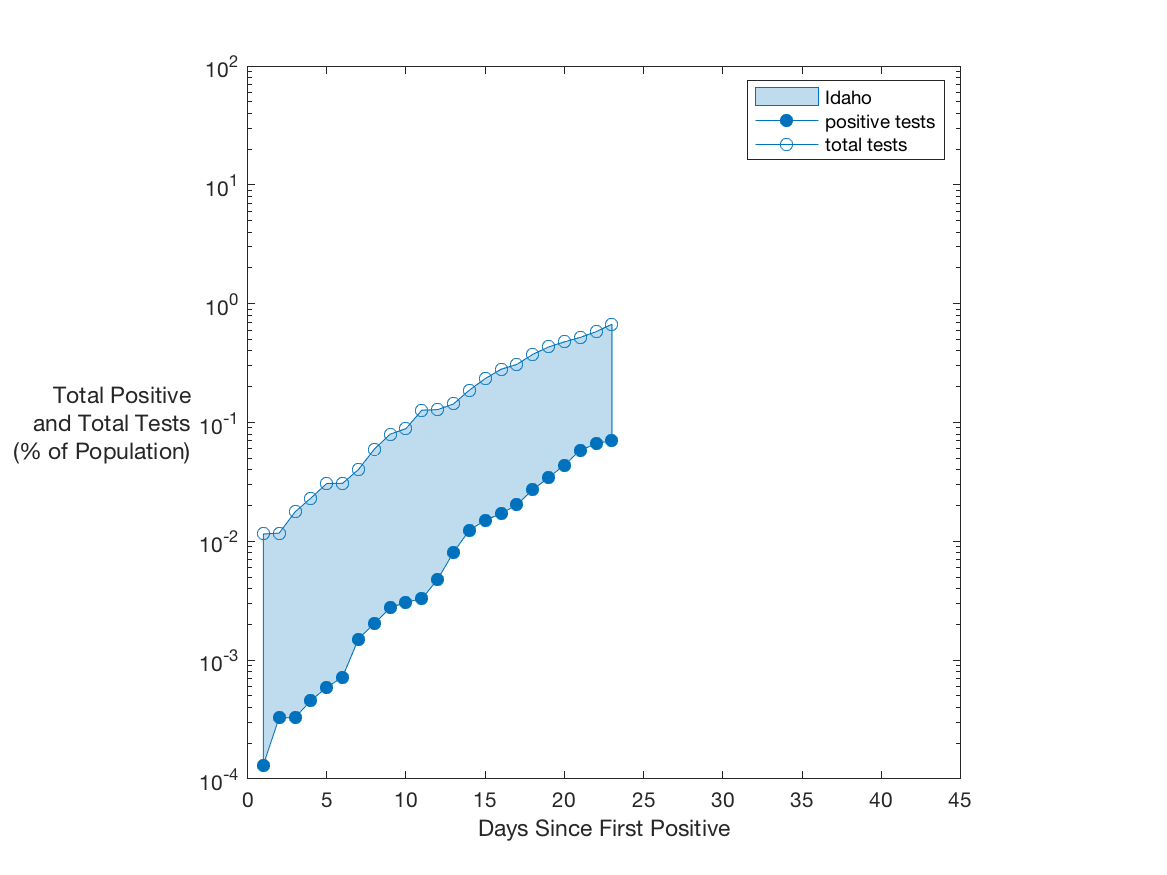 10^2
10^1
10^0
10^-1
10^-2
10^-3
10^-4
Total Positive
and Total Tests
(% of Population)
Idaho
positive tests
total tests
0 5 10 15 20 25 30 35 40 45
Days Since First Positive